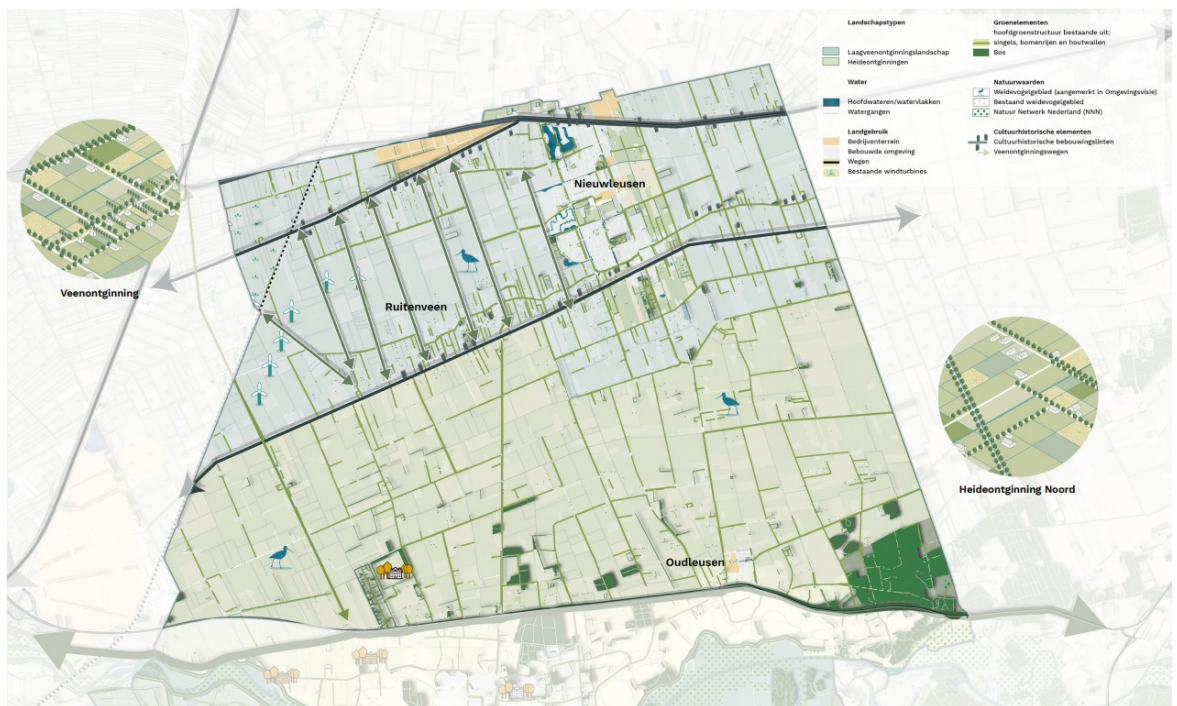 Landschapstypen
Laagveenontginningslandschap
Heideontginningen
Water
Hoofdwateren/watervlakken
Watergangen
Landgebruik
Bedrijventerrein
Bebouwde omgeving
Wegen
Bestaande windturbines
Groenelementen
hoofdgroenstructuur bestaande uit:
singels, bomenrijen en houtwallen
Bos
Natuurwaarden
Weidevogelgebied (aangemerkt in Omgevingsvisie)
Bestaand weidevogelgebied
Natuur Netwerk Nederland (NNN)
Cultuurhistorische elementen
Cultuurhistorische bebouwingslinten
Veenontginningswegen
Nieuwleusen
Veenontginning
Ruitenveen
Heideontginning Noord
Oudleusen